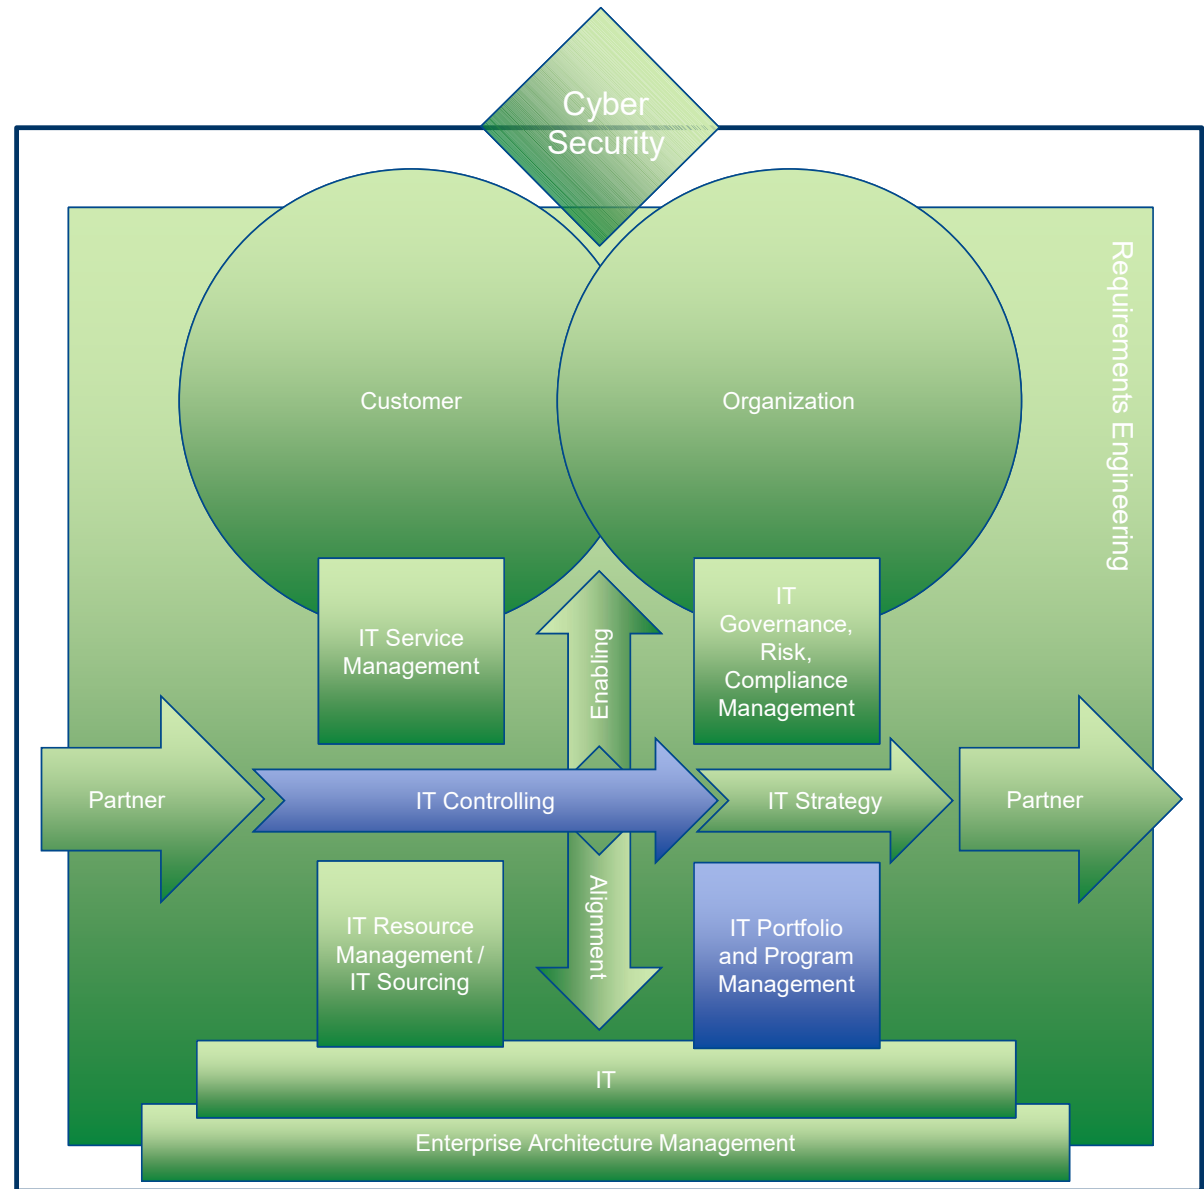 Cyber
Security
Requirements Engineering
Customer
Organization
IT Service
Management
IT
Governance,
Risk,
Compliance
Management
Enabling
Partner
IT Controlling
IT Strategy
Partner
Alignment
IT Resource
Management /
IT Sourcing
IT Portfolio
and Program
Management
IT
Enterprise Architecture Management